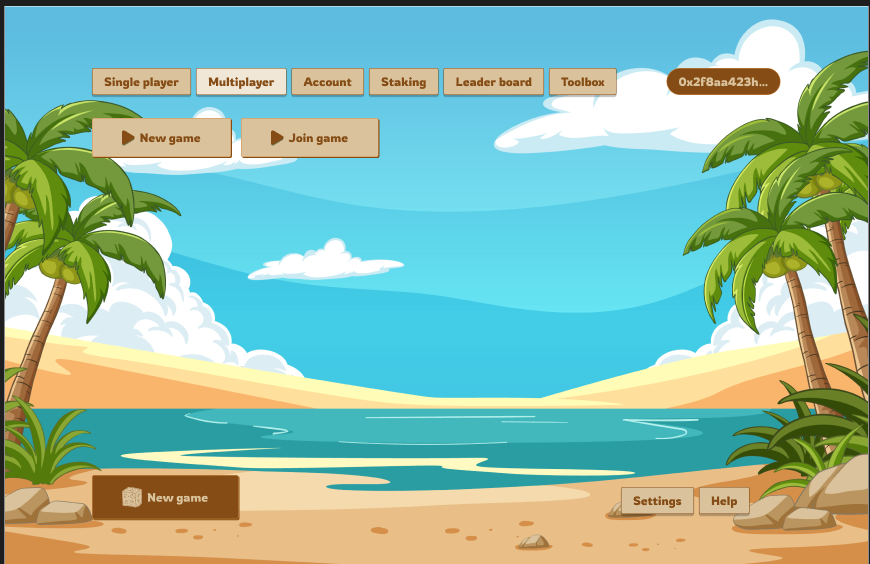 Single player
Multiplayer
Account
Staking
Leader board
Toolbox
0x2f8aa423h...
New game
Join game
New game
Settings
Help